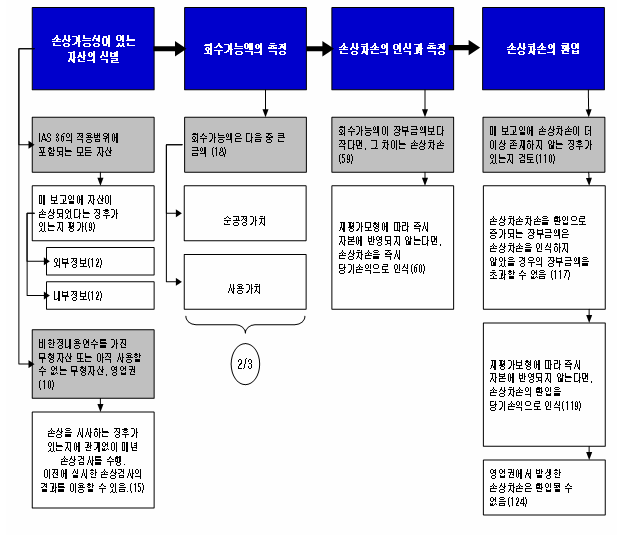 손상가능성이 있는
자산의 식별
회수가능액의 측정
손상차손의 인식과 측정
손상차손의 환입
IAS 36의 적용범위에
포함되는 모든 자산
매 보고일에 자산이
손상되었다는 징후가
있는지 평가(9)
외부정보(12)
내부정보(12)
비한정내용연수를 가진
무형자산 또는 아직 사용할
수 없는 무형자산, 영업권
(10)
손상을 시사하는 징후가
있는지에 관계없이 매년
손상검사를 수행.
이전에 실시한 손상검사의
결과를 이용할 수 있음.(15)
회수가능액은 다음 중 큰
금액 (18)
순공정가치
사용가치
2/3
회수가능액이 장부금액보다
작다면, 그 차이는 손상차손
(59)
재평가모형에 따라 즉시
자본에 반영되지 않는다면,
손상차손을 즉시
당기손익으로 인식(60)
매 보고일에 손상차손이 더
이상 존재하지 않는 징후가
있는지 검토(110)
손상차손차손을 환입으로
증가되는 장부금액은
손상차손을 인식하지
않았을 경우의 장부금액을
초과할 수 없음 (117)
재평가보형에 따라 즉시
자본에 반영되지 않는다면,
손상차손의 환입을
당기손익으로 인식(119)
영업권에서 발생한
손상차손은 환입될 수
없음(124)